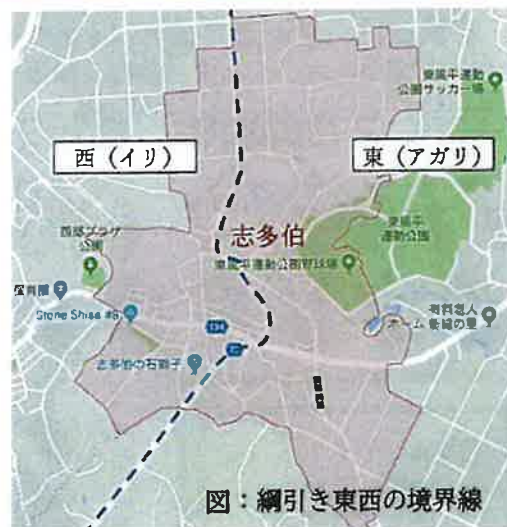 東風平運動
公園サッカー場
西（イリ）
東（アガリ）
西部プラザ
公園
志多伯
東風平
運動公園
東風平運動公園野球場
Stone Shisa #6
134
志多伯の石獅子
図：綱引き東西の境界線